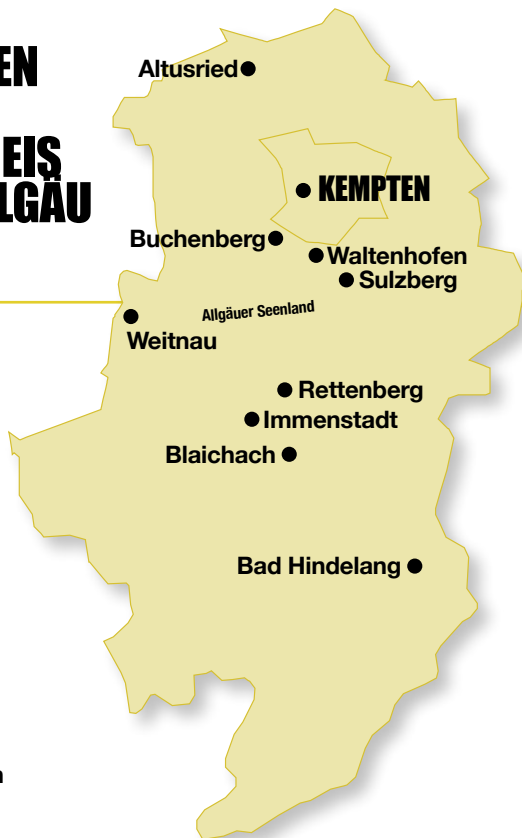 EN
Altusried
EIS
LGÄU
KEMPTEN
Buchenberg
Waltenhofen
Sulzberg
Allgäuer Seenland
Weitnau
Rettenberg
Immenstadt
Blaichach
Bad Hindelang